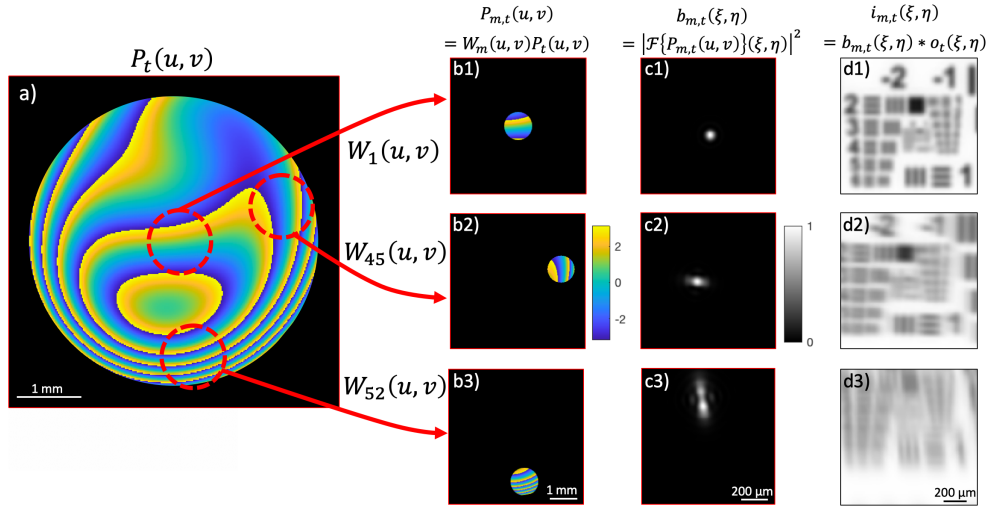 P_t(u, v)
a)
1 mm
W_1(u, v)
W_45(u, v)
W_52(u, v)
P_{m,t}(u, v)
= W_m(u, v)P_t(u, v)
b1)
b2)
2
0
-2
b3)
1 mm
b_{m,t}(ξ, η)
= |ℱ{P_{m,t}(u, v)}(ξ, η)|^2
c1)
c2)
1
0
c3)
200 μm
i_{m,t}(ξ, η)
= b_{m,t}(ξ, η) * o_t(ξ, η)
d1)
-2 -1
2
3
4
5
6
1
d2)
d3)
200 μm